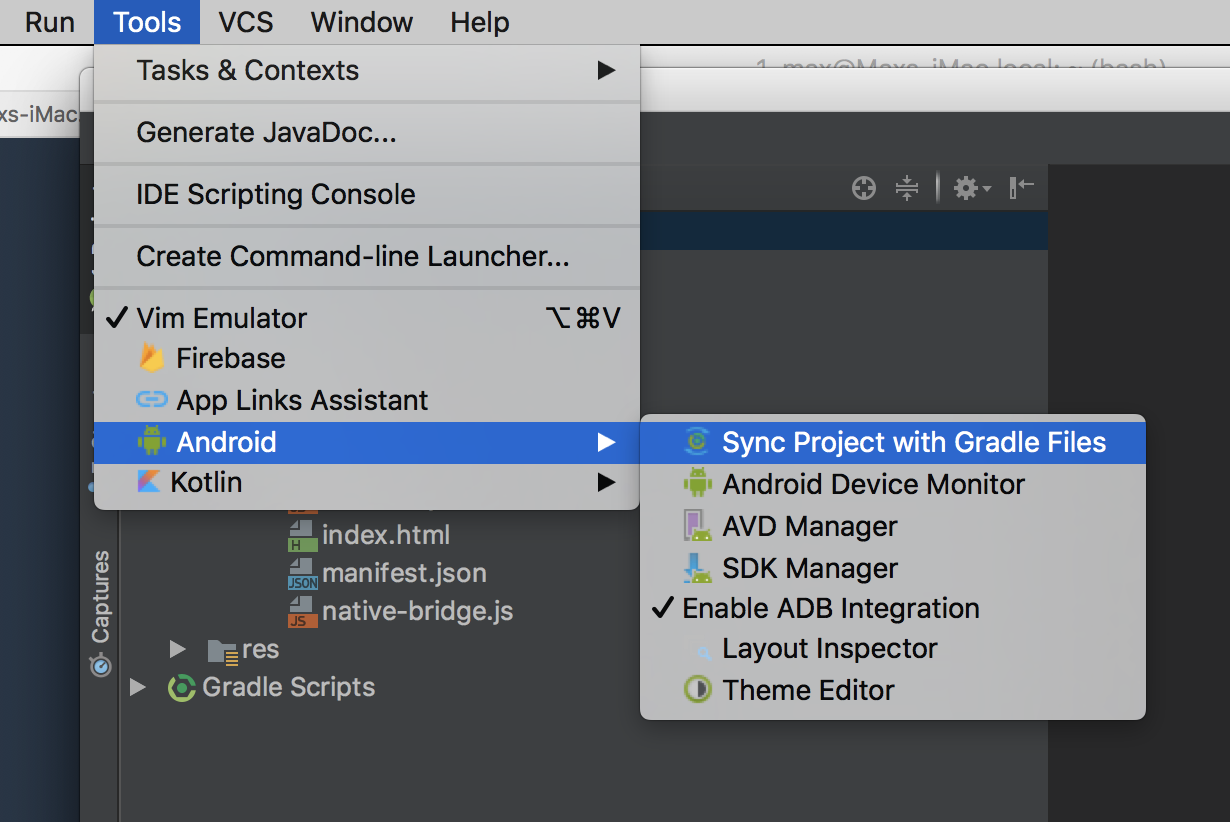 Run Tools VCS Window Help
1. max@Maxs-iMac.local: ~ (bash)
Tasks & Contexts
xs-iMac.
Generate JavaDoc...
IDE Scripting Console
Create Command-line Launcher...
Vim Emulator ⌥⌘V
Firebase
App Links Assistant
Android
Kotlin
Sync Project with Gradle Files
Android Device Monitor
AVD Manager
SDK Manager
Enable ADB Integration
Layout Inspector
Theme Editor
H index.html
JSON manifest.json
JS native-bridge.js
res
Gradle Scripts
Captures